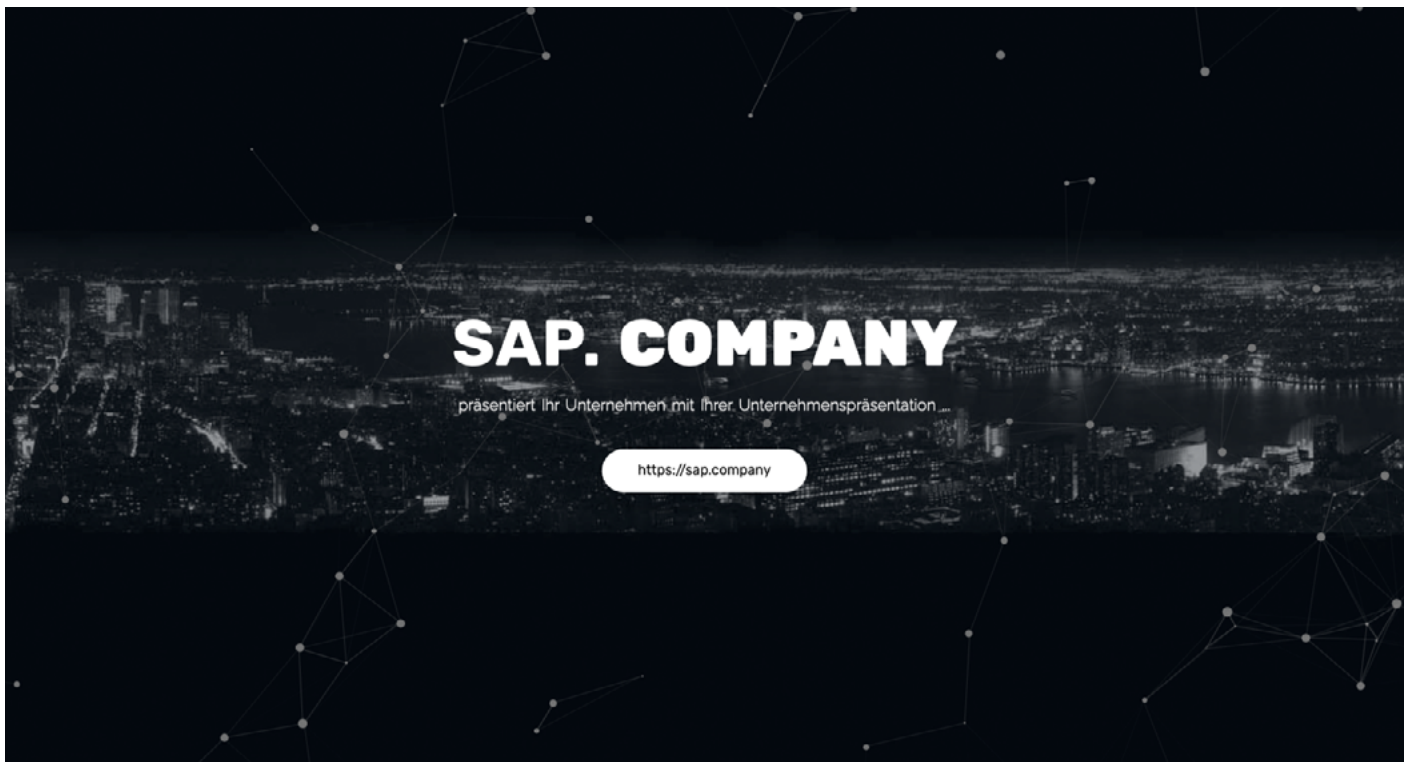 SAP. COMPANY
präsentiert Ihr Unternehmen mit Ihrer Unternehmenspräsentation ...
https://sap.company